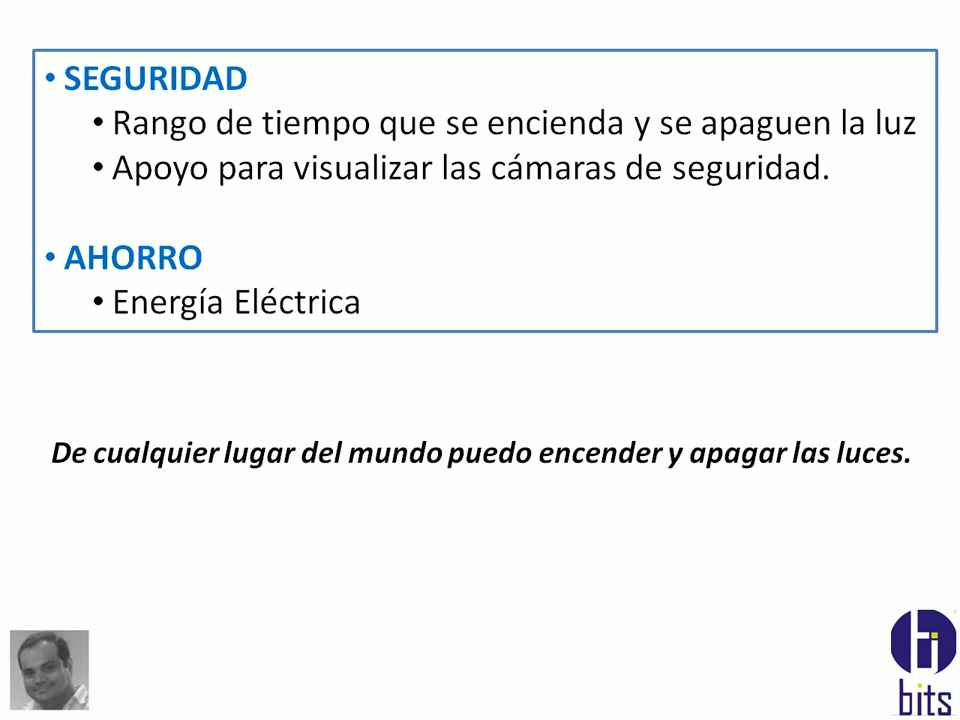 • SEGURIDAD
• Rango de tiempo que se encienda y se apaguen la luz
• Apoyo para visualizar las cámaras de seguridad.
• AHORRO
• Energía Eléctrica
De cualquier lugar del mundo puedo encender y apagar las luces.
bits